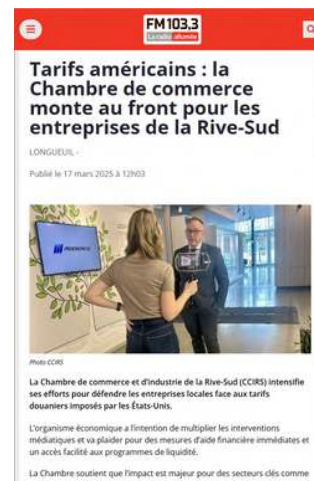 FM103,3
La radio allumée
Tarifs américains : la
Chambre de commerce
monte au front pour les
entreprises de la Rive-Sud
LONGUEUIL -
Publié le 17 mars 2025 à 12h03
Photo CCIRS
La Chambre de commerce et d'industrie de la Rive-Sud (CCIRS) intensifie
ses efforts pour défendre les entreprises locales face aux tarifs
douaniers imposés par les États-Unis.
L'organisme économique a l'intention de multiplier les interventions
médiatiques et va plaider pour des mesures d'aide financière immédiates et
un accès facilité aux programmes de liquidité.
La Chambre soutient que l'impact est majeur pour des secteurs clés comme